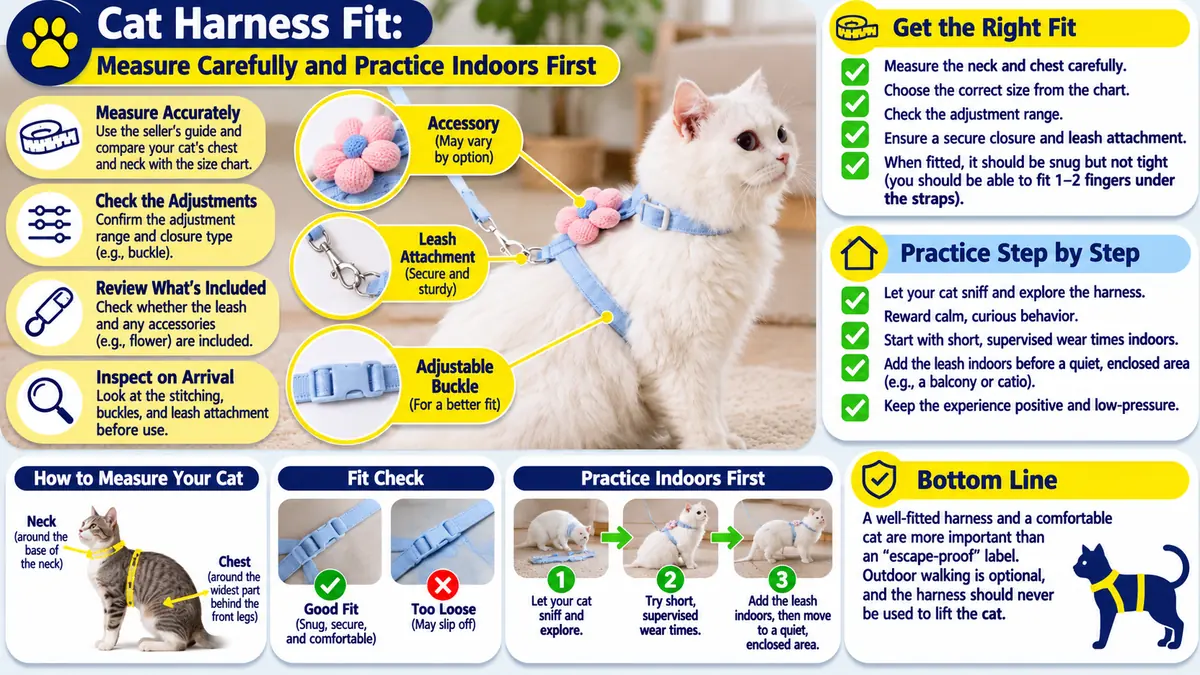 Cat Harness Fit:
Measure Carefully and Practice Indoors First
Measure Accurately
Use the seller's guide and
compare your cat's chest
and neck with the size chart.
Check the Adjustments
Confirm the adjustment
range and closure type
(e.g., buckle).
Review What's Included
Check whether the leash
and any accessories
(e.g., flower) are included.
Inspect on Arrival
Look at the stitching,
buckles, and leash attachment
before use.
Accessory
(May vary
by option)
Leash
Attachment
(Secure and
sturdy)
Adjustable
Buckle
(For a better fit)
Get the Right Fit
Measure the neck and chest carefully.
Choose the correct size from the chart.
Check the adjustment range.
Ensure a secure closure and leash attachment.
When fitted, it should be snug but not tight
(you should be able to fit 1–2 fingers under
the straps).
Practice Step by Step
Let your cat sniff and explore the harness.
Reward calm, curious behavior.
Start with short, supervised wear times indoors.
Add the leash indoors before a quiet, enclosed area
(e.g., a balcony or catio).
Keep the experience positive and low-pressure.
How to Measure Your Cat
Neck
(around the
base of
the neck)
Chest
(around the
widest part
behind the
front legs)
Fit Check
Good Fit
(Snug, secure,
and comfortable)
Too Loose
(May slip off)
Practice Indoors First
1
Let your cat
sniff and
explore.
2
Try short,
supervised
wear times.
3
Add the leash
indoors, then move
to a quiet,
enclosed area.
Bottom Line
A well-fitted harness and a comfortable
cat are more important than
an "escape-proof" label.
Outdoor walking is optional,
and the harness should never
be used to lift the cat.